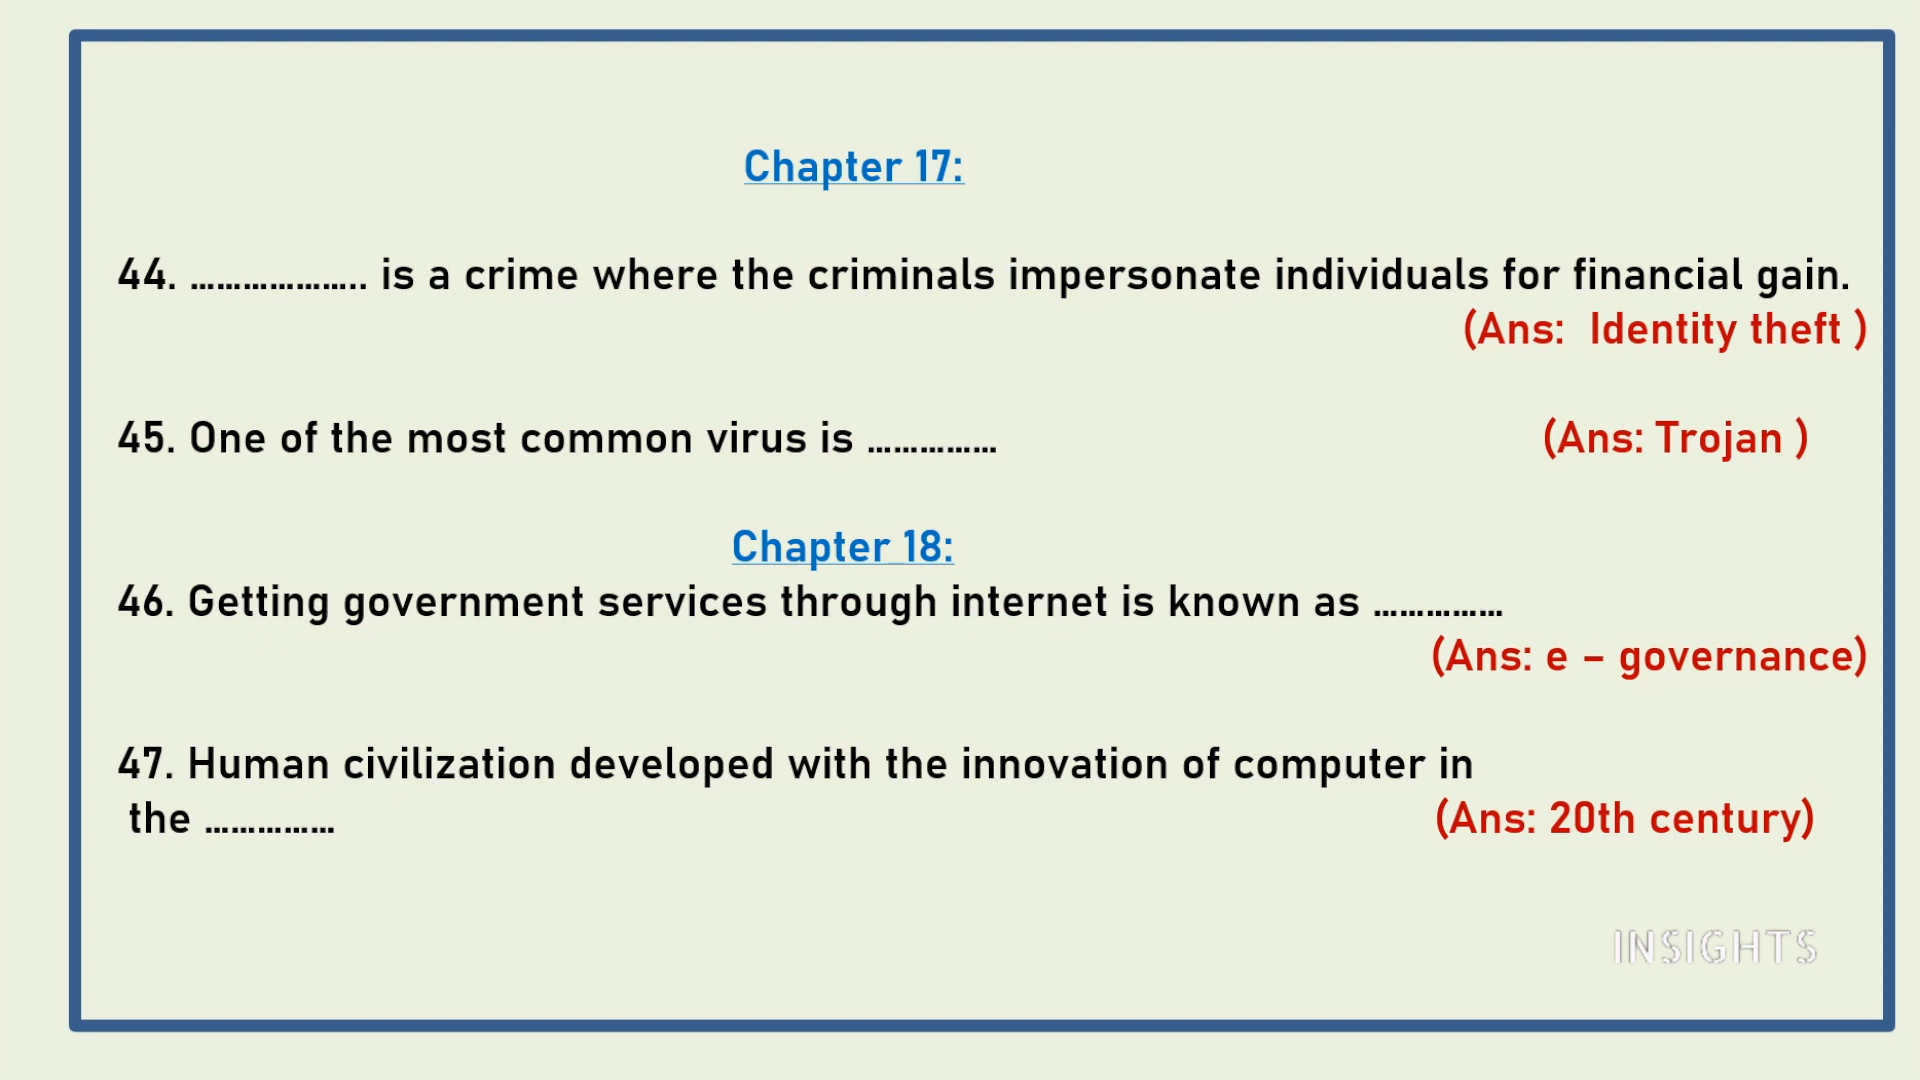 Chapter 17:
44. ……………….. is a crime where the criminals impersonate individuals for financial gain.
(Ans:  Identity theft )
45. One of the most common virus is ……………
(Ans: Trojan )
Chapter 18:
46. Getting government services through internet is known as ……………
(Ans: e – governance)
47. Human civilization developed with the innovation of computer in
the ……………
(Ans: 20th century)
INSIGHTS